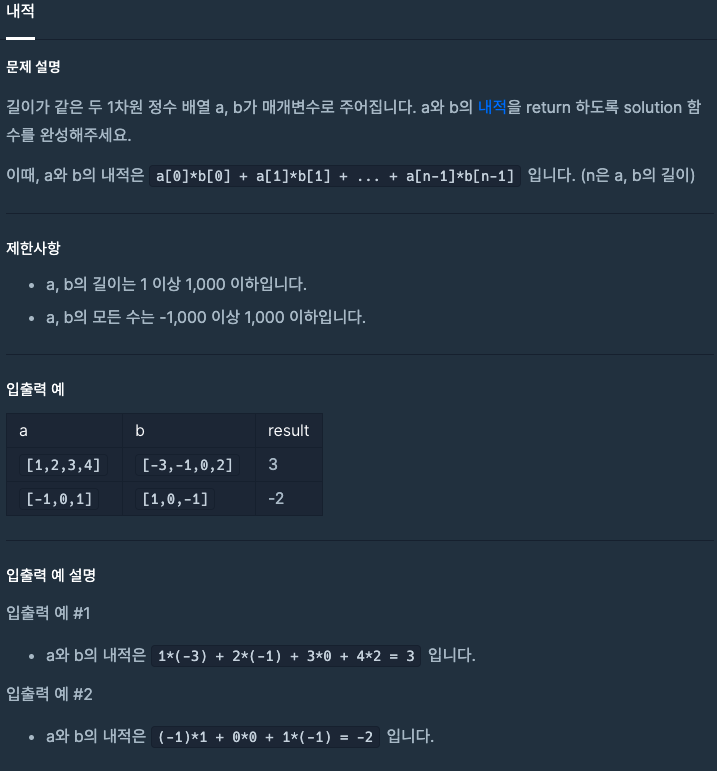 내적
문제 설명
길이가 같은 두 1차원 정수 배열 a, b가 매개변수로 주어집니다. a와 b의 내적을 return 하도록 solution 함
수를 완성해주세요.
이때, a와 b의 내적은 a[0]*b[0] + a[1]*b[1] + ... + a[n-1]*b[n-1] 입니다. (n은 a, b의 길이)
제한사항
• a, b의 길이는 1 이상 1,000 이하입니다.
• a, b의 모든 수는 -1,000 이상 1,000 이하입니다.
입출력 예
a b result
[1,2,3,4] [-3,-1,0,2] 3
[-1,0,1] [1,0,-1] -2
입출력 예 설명
입출력 예 #1
• a와 b의 내적은 1*(-3) + 2*(-1) + 3*0 + 4*2 = 3 입니다.
입출력 예 #2
• a와 b의 내적은 (-1)*1 + 0*0 + 1*(-1) = -2 입니다.